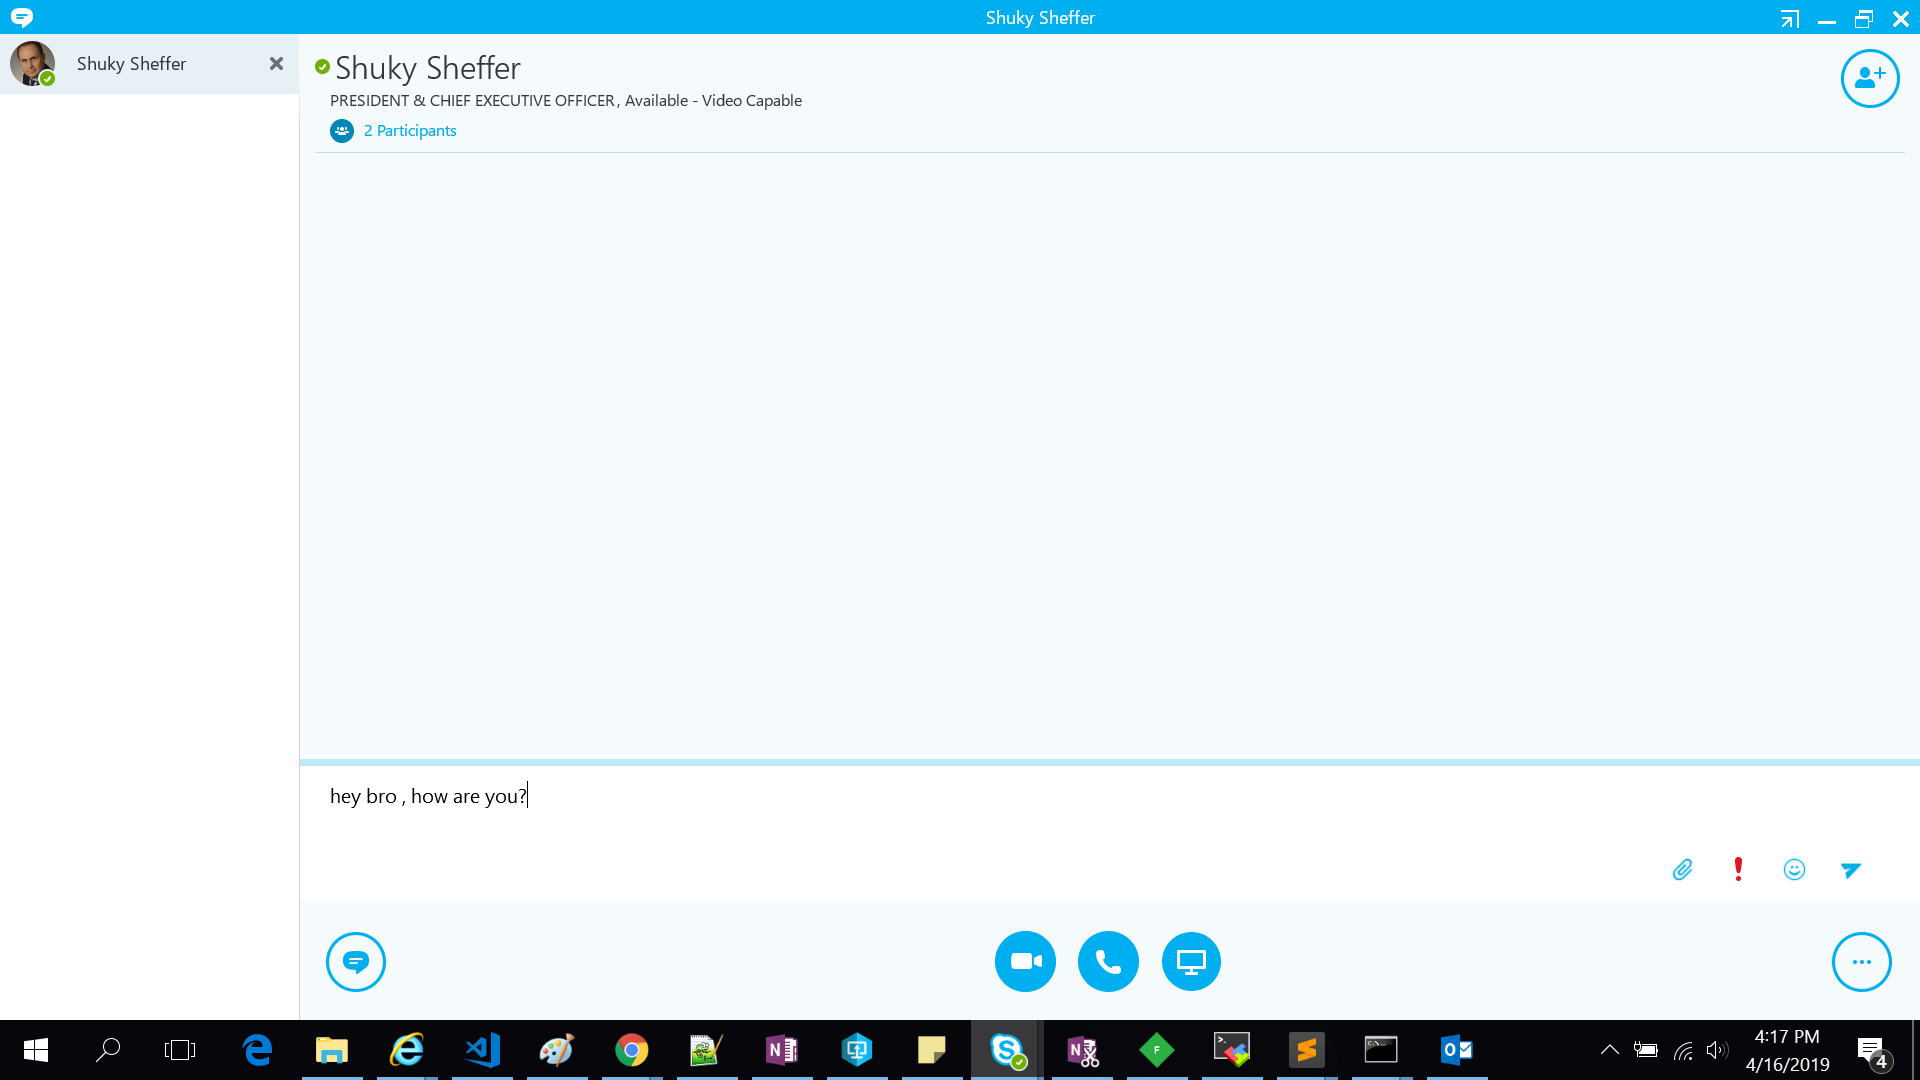 Shuky Sheffer
Shuky Sheffer
Shuky Sheffer
PRESIDENT & CHIEF EXECUTIVE OFFICER, Available - Video Capable
2 Participants
hey bro , how are you?
4:17 PM
4/16/2019
4